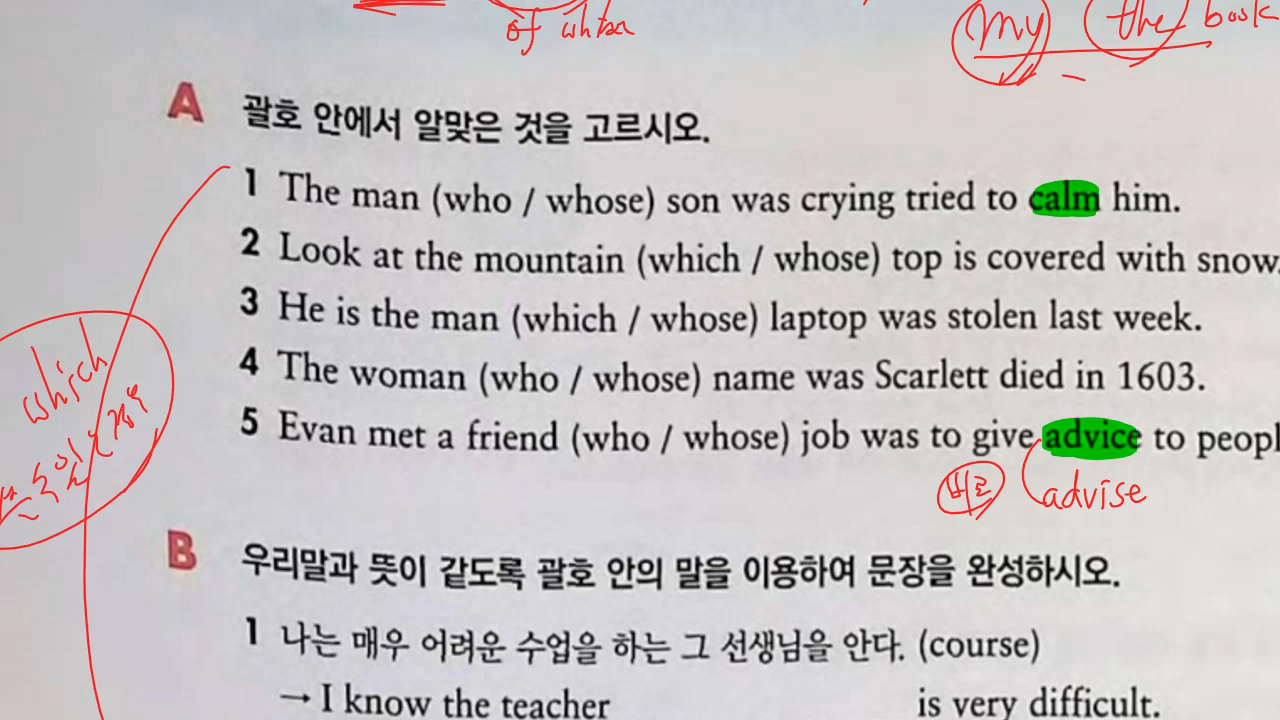 of which
my the book
A 괄호 안에서 알맞은 것을 고르시오.
1 The man (who / whose) son was crying tried to calm him.
2 Look at the mountain (which / whose) top is covered with snow.
3 He is the man (which / whose) laptop was stolen last week.
4 The woman (who / whose) name was Scarlett died in 1603.
5 Evan met a friend (who / whose) job was to give advice to peopl
which
비교 advise
B 우리말과 뜻이 같도록 괄호 안의 말을 이용하여 문장을 완성하시오.
1 나는 매우 어려운 수업을 하는 그 선생님을 안다. (course)
→ I know the teacher is very difficult.